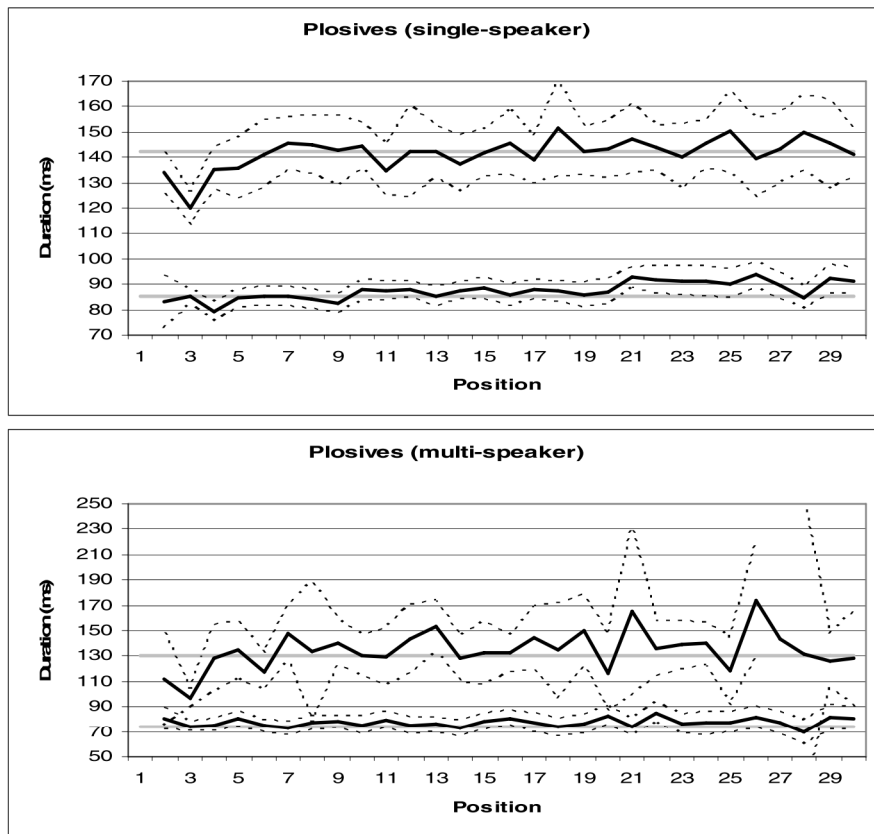 Plosives (single-speaker)
170
160
150
140
130
120
110
100
90
80
70
Duration (ms)
1 3 5 7 9 11 13 15 17 19 21 23 25 27 29
Position
Plosives (multi-speaker)
250
230
210
190
170
150
130
110
90
70
50
Duration (ms)
1 3 5 7 9 11 13 15 17 19 21 23 25 27 29
Position